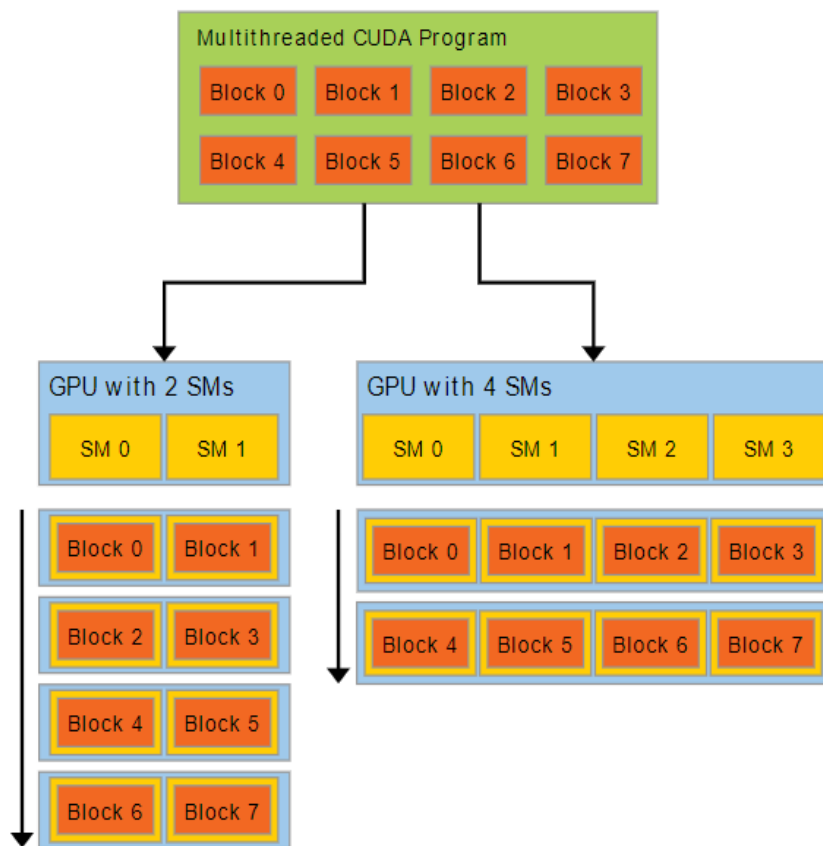 Multithreaded CUDA Program
Block 0 Block 1 Block 2 Block 3
Block 4 Block 5 Block 6 Block 7
GPU with 2 SMs
SM 0 SM 1
Block 0 Block 1
Block 2 Block 3
Block 4 Block 5
Block 6 Block 7
GPU with 4 SMs
SM 0 SM 1 SM 2 SM 3
Block 0 Block 1 Block 2 Block 3
Block 4 Block 5 Block 6 Block 7